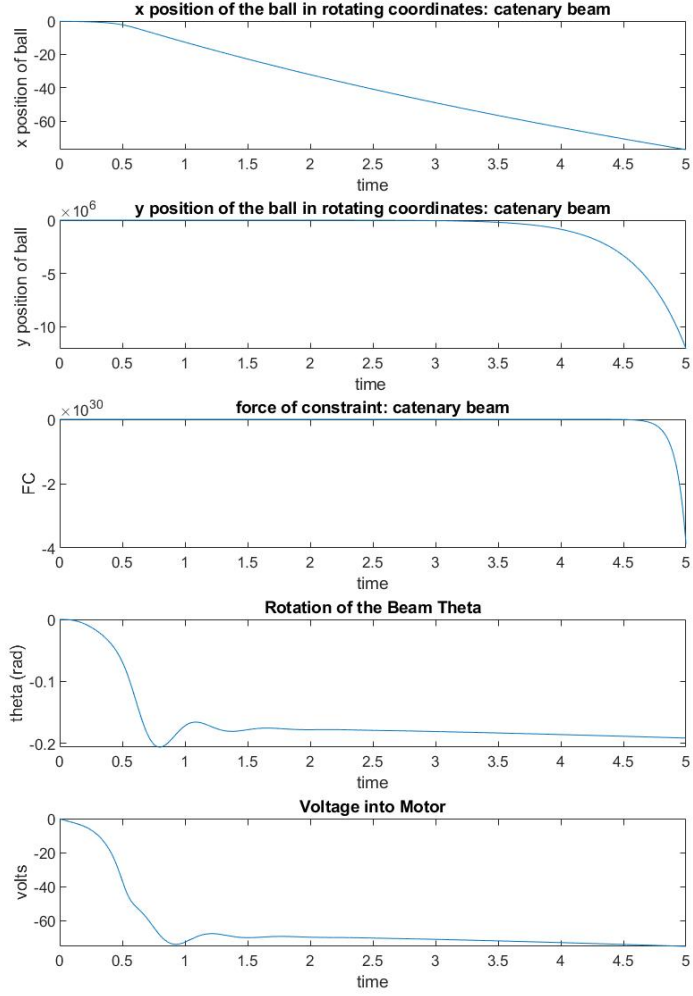 x position of the ball in rotating coordinates: catenary beam
x position of ball
0
-20
-40
-60
0 0.5 1 1.5 2 2.5 3 3.5 4 4.5 5
time
y position of the ball in rotating coordinates: catenary beam
×10^6
y position of ball
0
-5
-10
0 0.5 1 1.5 2 2.5 3 3.5 4 4.5 5
time
force of constraint: catenary beam
×10^30
FC
0
-2
-4
0 0.5 1 1.5 2 2.5 3 3.5 4 4.5 5
time
Rotation of the Beam Theta
theta (rad)
0
-0.1
-0.2
0 0.5 1 1.5 2 2.5 3 3.5 4 4.5 5
time
Voltage into Motor
volts
0
-20
-40
-60
0 0.5 1 1.5 2 2.5 3 3.5 4 4.5 5
time